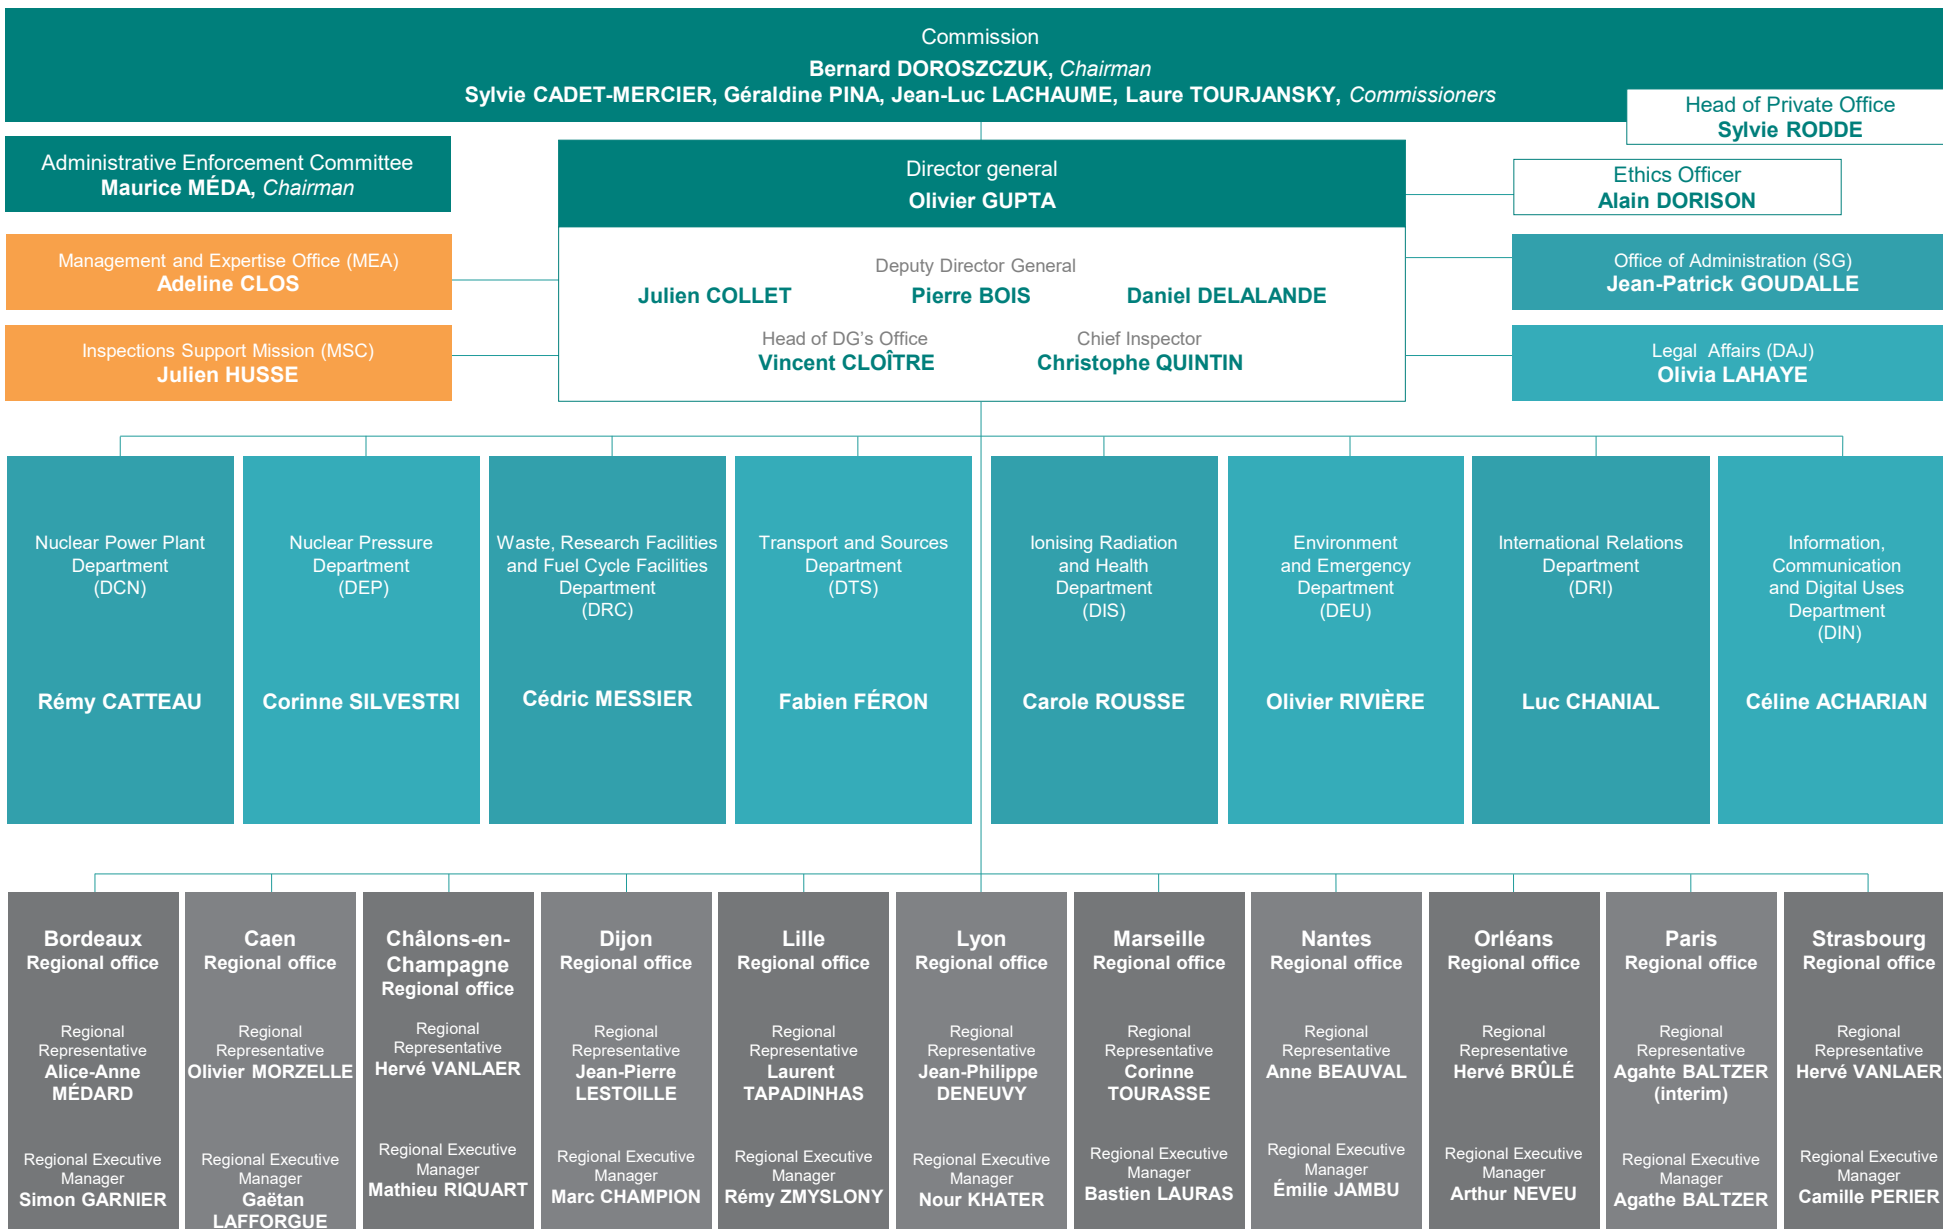 Commission
Bernard DOROSZCZUK, Chairman
Sylvie CADET-MERCIER, Géraldine PINA, Jean-Luc LACHAUME, Laure TOURJANSKY, Commissioners
Head of Private Office
Sylvie RODDE
Administrative Enforcement Committee
Maurice MÉDA, Chairman
Director general
Olivier GUPTA
Ethics Officer
Alain DORISON
Management and Expertise Office (MEA)
Adeline CLOS
Deputy Director General
Julien COLLET
Pierre BOIS
Daniel DELALANDE
Office of Administration (SG)
Jean-Patrick GOUDALLE
Inspections Support Mission (MSC)
Julien HUSSE
Head of DG's Office
Vincent CLOÎTRE
Chief Inspector
Christophe QUINTIN
Legal Affairs (DAJ)
Olivia LAHAYE
Nuclear Power Plant
Department
(DCN)
Rémy CATTEAU
Nuclear Pressure
Department
(DEP)
Corinne SILVESTRI
Waste, Research Facilities
and Fuel Cycle Facilities
Department
(DRC)
Cédric MESSIER
Transport and Sources
Department
(DTS)
Fabien FÉRON
Ionising Radiation
and Health
Department
(DIS)
Carole ROUSSE
Environment
and Emergency
Department
(DEU)
Olivier RIVIÈRE
International Relations
Department
(DRI)
Luc CHANIAL
Information,
Communication
and Digital Uses
Department
(DIN)
Céline ACHARIAN
Bordeaux
Regional office
Regional
Representative
Alice-Anne
MÉDARD
Regional Executive
Manager
Simon GARNIER
Caen
Regional office
Regional
Representative
Olivier MORZELLE
Regional Executive
Manager
Gaëtan
LAFFORGUE
Châlons-en-
Champagne
Regional office
Regional
Representative
Hervé VANLAER
Regional Executive
Manager
Mathieu RIQUART
Dijon
Regional office
Regional
Representative
Jean-Pierre
LESTOILLE
Regional Executive
Manager
Marc CHAMPION
Lille
Regional office
Regional
Representative
Laurent
TAPADINHAS
Regional Executive
Manager
Rémy ZMYSLONY
Lyon
Regional office
Regional
Representative
Jean-Philippe
DENEUVY
Regional Executive
Manager
Nour KHATER
Marseille
Regional office
Regional
Representative
Corinne
TOURASSE
Regional Executive
Manager
Bastien LAURAS
Nantes
Regional office
Regional
Representative
Anne BEAUVAL
Regional Executive
Manager
Émilie JAMBU
Orléans
Regional office
Regional
Representative
Hervé BRÛLÉ
Regional Executive
Manager
Arthur NEVEU
Paris
Regional office
Regional
Representative
Agahte BALTZER
(interim)
Regional Executive
Manager
Agathe BALTZER
Strasbourg
Regional office
Regional
Representative
Hervé VANLAER
Regional Executive
Manager
Camille PERIER